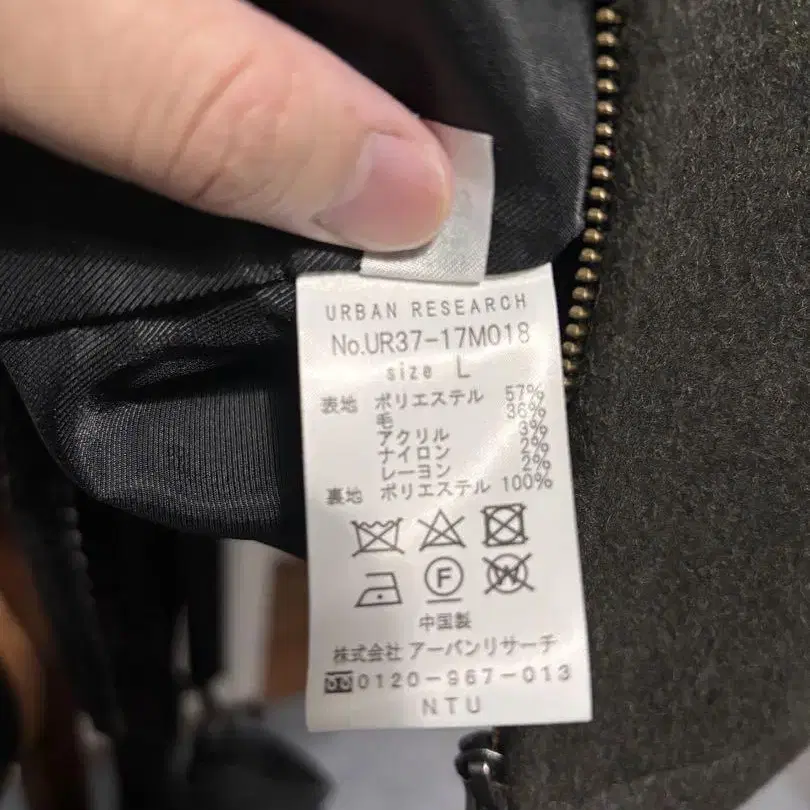 URBAN RESEARCH
No.UR37-17M018
size L
表地 ポリエステル 57%
毛 36%
アクリル 3%
ナイロン 2%
レーヨン 2%
裏地 ポリエステル 100%
F W
中国製
株式会社 アーバンリサーチ
0120-967-013
NTU